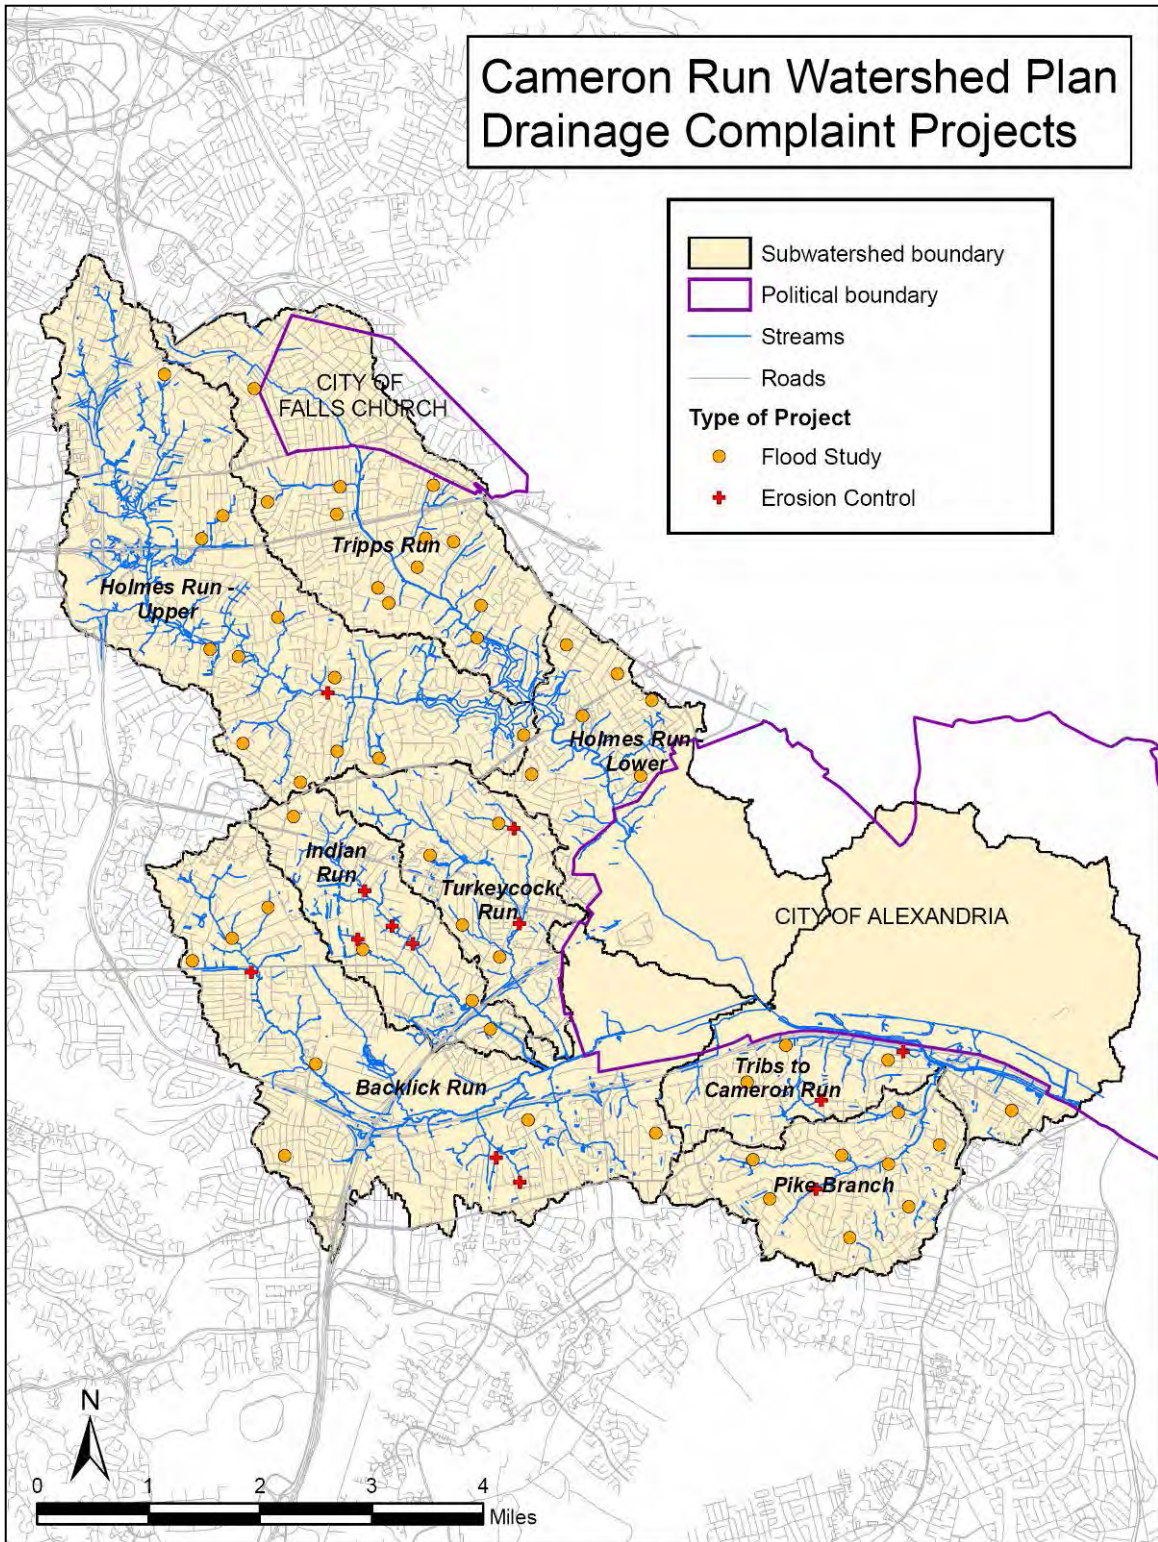 Cameron Run Watershed Plan
Drainage Complaint Projects
Subwatershed boundary
Political boundary
Streams
Roads
Type of Project
Flood Study
Erosion Control
CITY OF
FALLS CHURCH
Tripps Run
Holmes Run -
Upper
Holmes Run -
Lower
Indian
Run
Turkeycock
Run
CITY OF ALEXANDRIA
Tribs to
Cameron Run
Backlick Run
Pike Branch
N
0 1 2 3 4
Miles